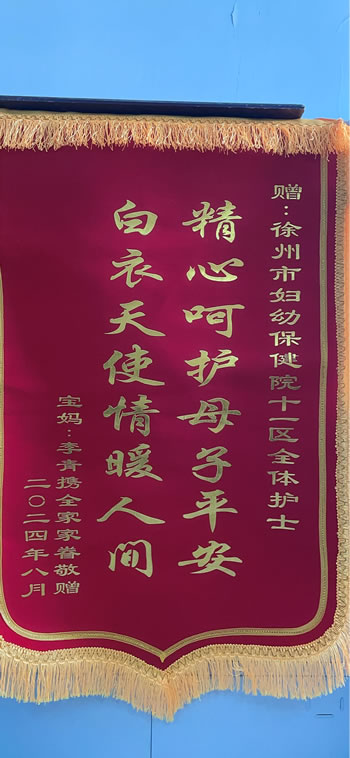 赠：徐州市妇幼保健院十一区全体护士
精心呵护母子平安
白衣天使情暖人间
宝妈：李青携全家家眷敬赠
二〇二四年八月